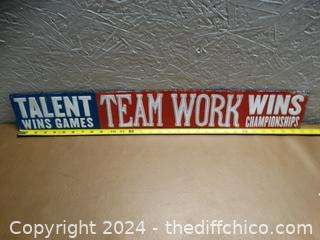 TALENT
WINS GAMES
TEAM WORK
WINS
CHAMPIONSHIPS
Copyright 2024 - thediffchico.com